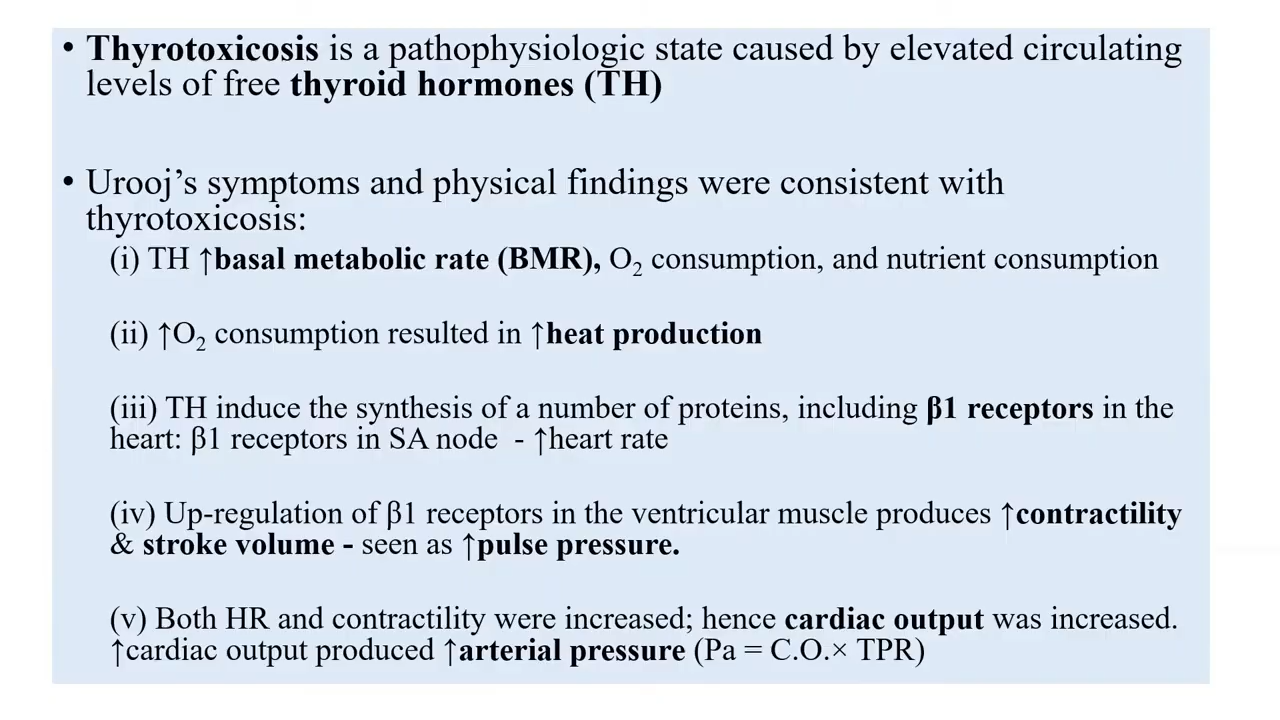 • Thyrotoxicosis is a pathophysiologic state caused by elevated circulating
levels of free thyroid hormones (TH)
• Urooj’s symptoms and physical findings were consistent with
thyrotoxicosis:
(i) TH ↑basal metabolic rate (BMR), O₂ consumption, and nutrient consumption
(ii) ↑O₂ consumption resulted in ↑heat production
(iii) TH induce the synthesis of a number of proteins, including β1 receptors in the
heart: β1 receptors in SA node - ↑heart rate
(iv) Up-regulation of β1 receptors in the ventricular muscle produces ↑contractility
& stroke volume - seen as ↑pulse pressure.
(v) Both HR and contractility were increased; hence cardiac output was increased.
↑cardiac output produced ↑arterial pressure (Pa = C.O.× TPR)